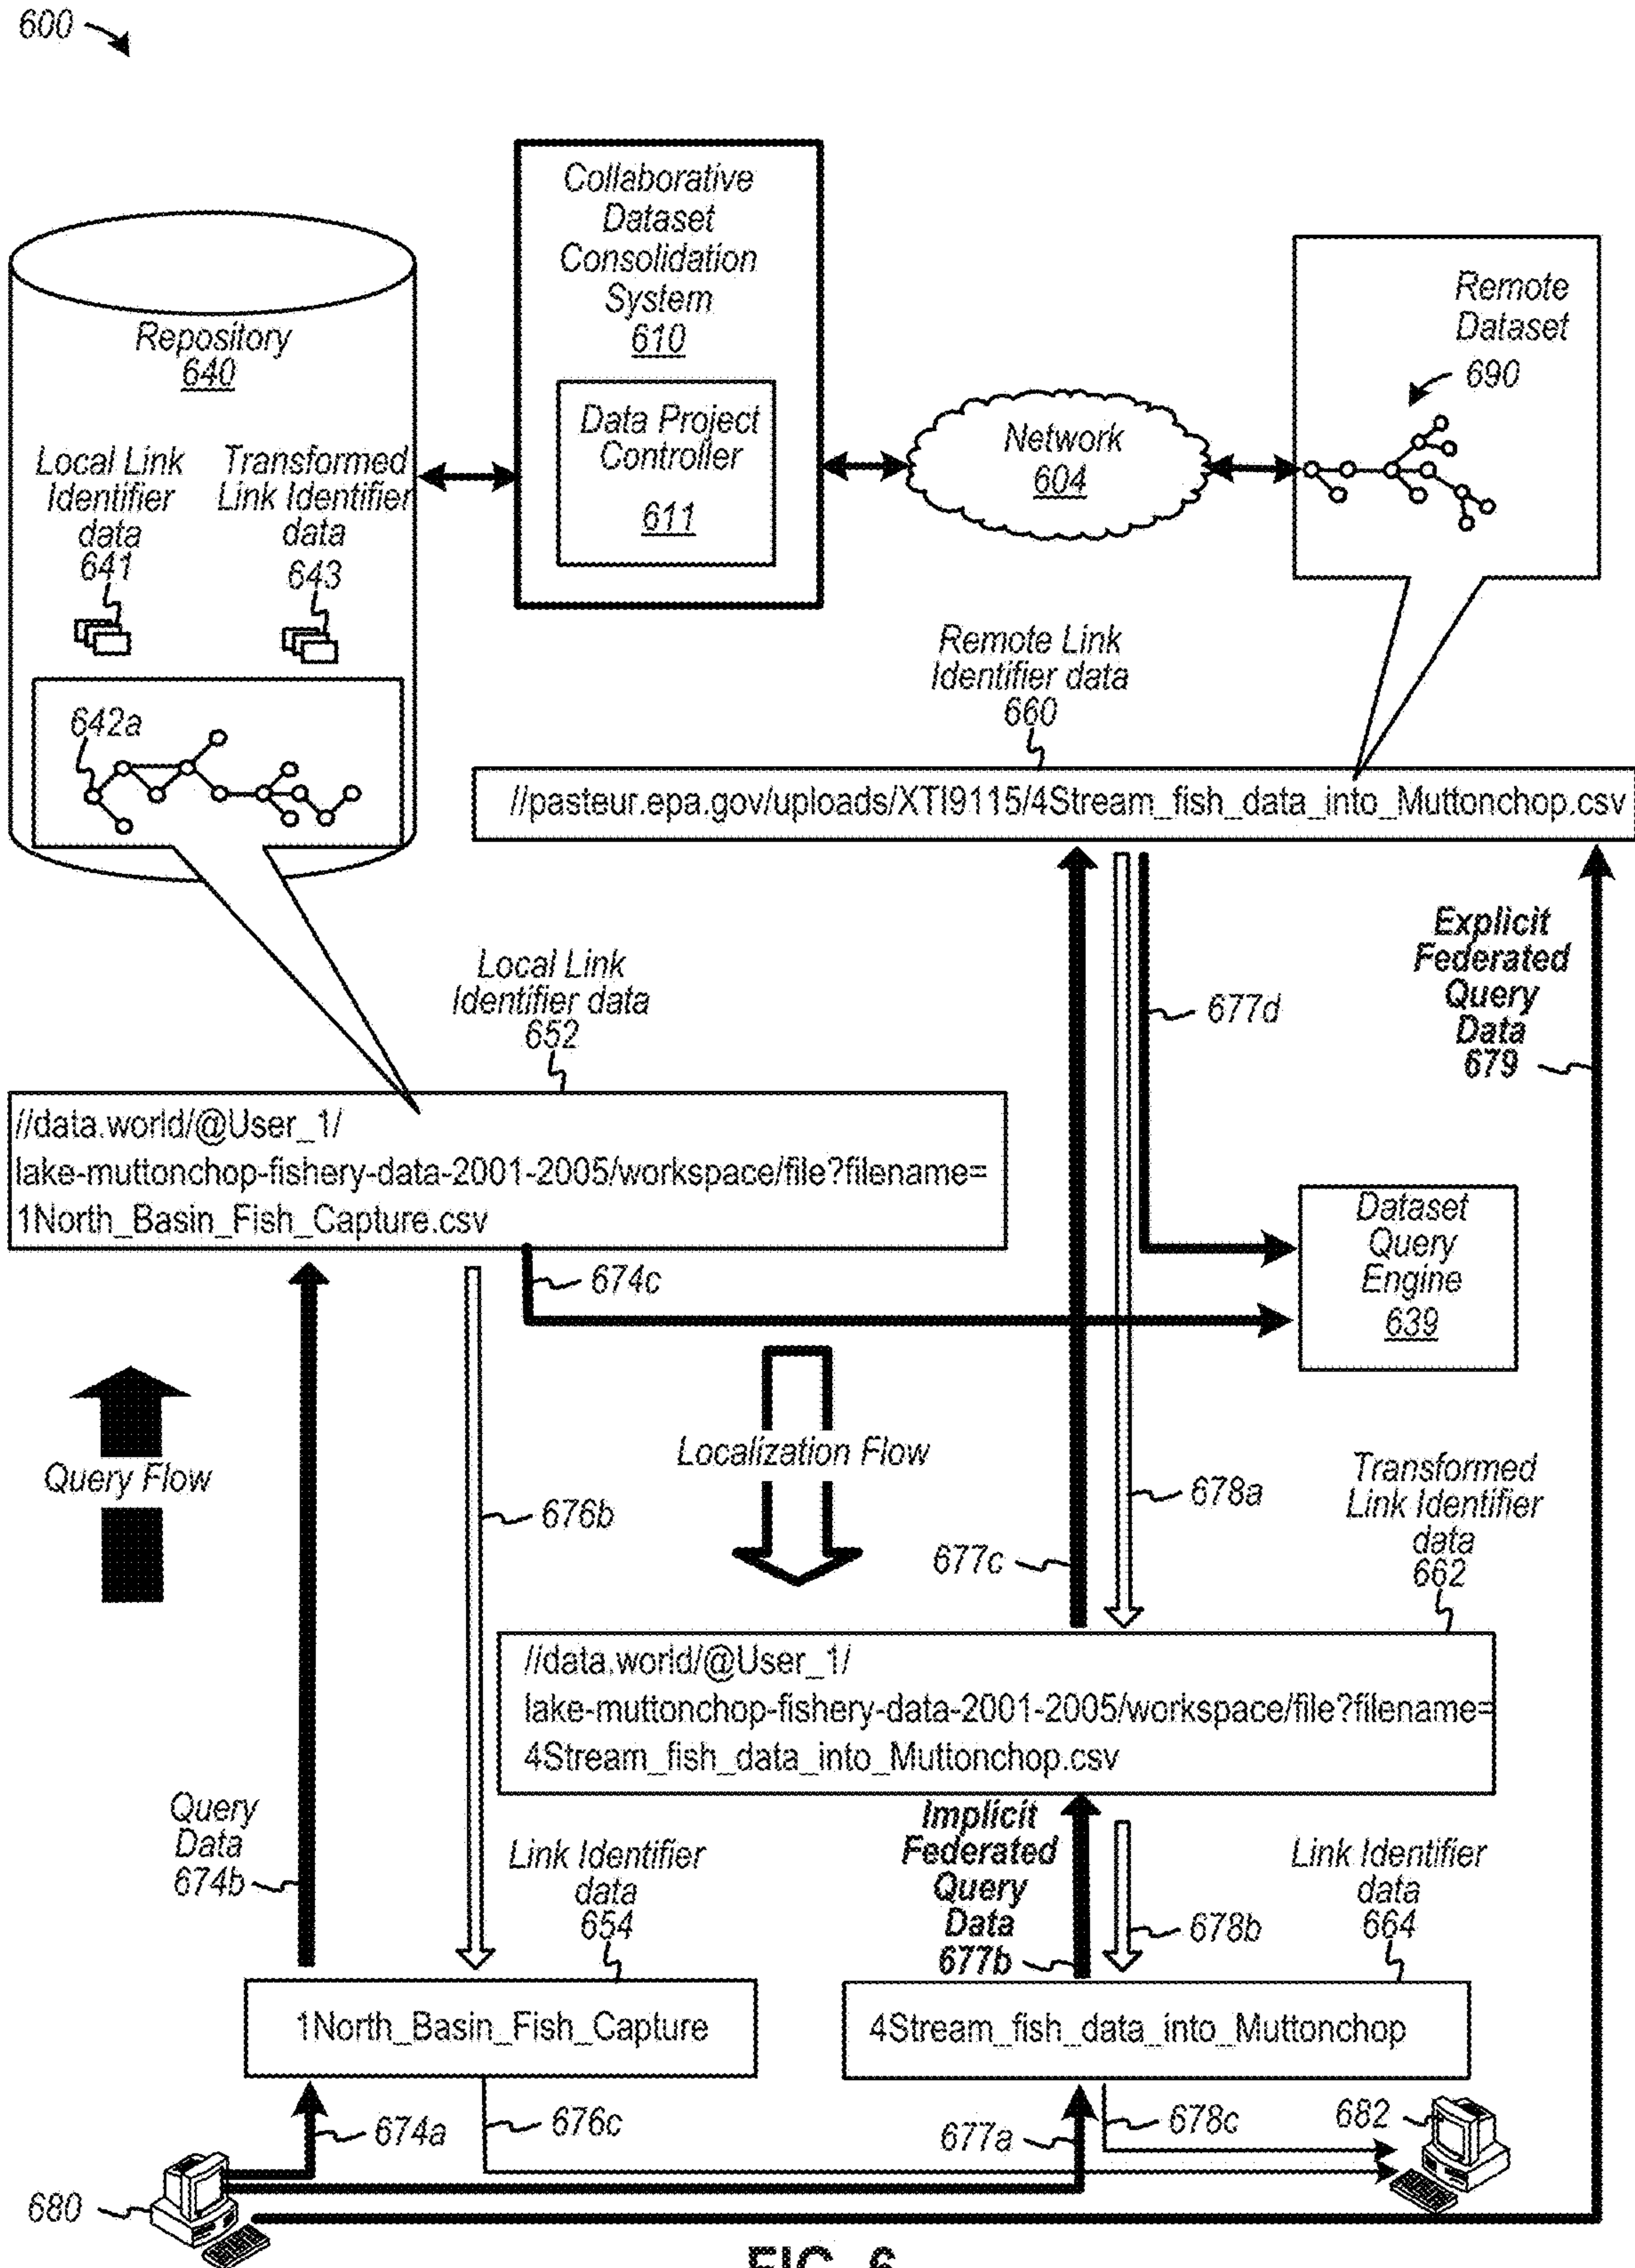 600
Collaborative
Dataset
Consolidation
System
610
Data Project
Controller
611
Repository
640
Local Link
Identifier
data
641
Transformed
Link Identifier
data
643
642a
Network
604
Remote
Dataset
690
Remote Link
Identifier data
660
//pasteur.epa.gov/uploads/XTI9115/4Stream_fish_data_into_Muttonchop.csv
Explicit
Federated
Query
Data
679
677d
Local Link
Identifier data
652
//data.world/@User_1/
lake-muttonchop-fishery-data-2001-2005/workspace/file?filename=
1North_Basin_Fish_Capture.csv
674c
Dataset
Query
Engine
639
Query Flow
Localization Flow
676b
677c
678a
Transformed
Link Identifier
data
662
//data.world/@User_1/
lake-muttonchop-fishery-data-2001-2005/workspace/file?filename=
4Stream_fish_data_into_Muttonchop.csv
Query
Data
674b
Link Identifier
data
654
Implicit
Federated
Query
Data
677b
678b
Link Identifier
data
664
1North_Basin_Fish_Capture
4Stream_fish_data_into_Muttonchop
674a
676c
677a
678c
682
680
FIG. 6